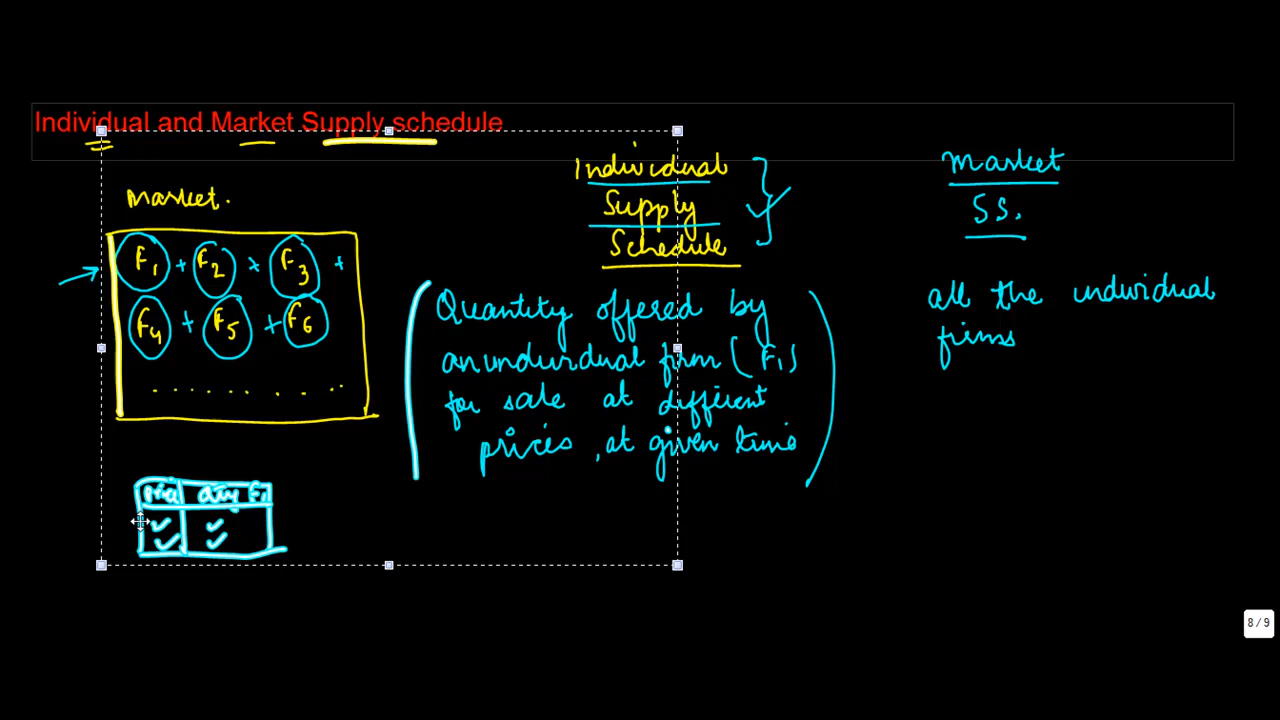 Individual and Market Supply schedule
Market.
F1 + F2 + F3 +
F4 + F5 + F6
. . . . . . . .
Price Qty F1
✓ ✓
✓ ✓
Individual
Supply
Schedule
Quantity offered by
an individual firm (F1)
for sale at different
prices, at given time
Market
SS.
all the individual
firms
8/9